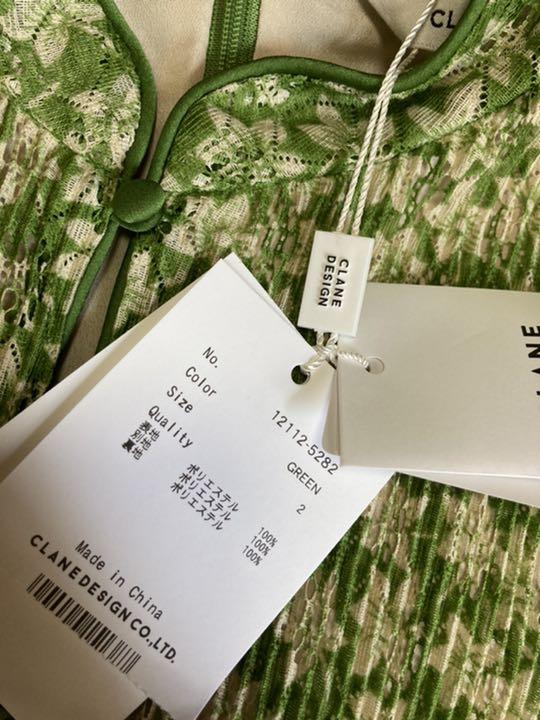 CL
CLANE
DESIGN
CLANE
No. 12112-5282
Color GREEN
Size 2
Quality
表地 ポリエステル 100%
別地 ポリエステル 100%
裏地 ポリエステル 100%
Made in China
CLANEDESIGN CO.,LTD.